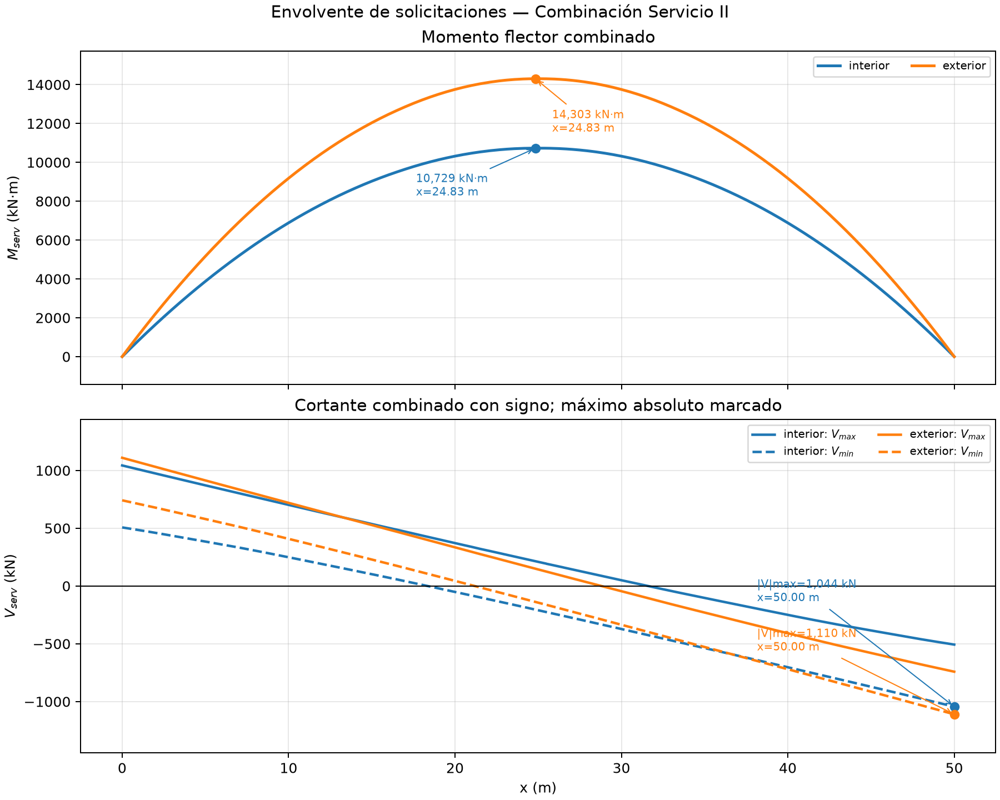 Envolvente de solicitaciones — Combinación Servicio II
Momento flector combinado
interior exterior
14000
12000
10000
8000
6000
4000
2000
0
M_serv (kN·m)
14,303 kN·m
x=24.83 m
10,729 kN·m
x=24.83 m
Cortante combinado con signo; máximo absoluto marcado
interior: V_max exterior: V_max
interior: V_min exterior: V_min
1000
500
0
−500
−1000
V_serv (kN)
|V|max=1,044 kN
x=50.00 m
|V|max=1,110 kN
x=50.00 m
0 10 20 30 40 50
x (m)